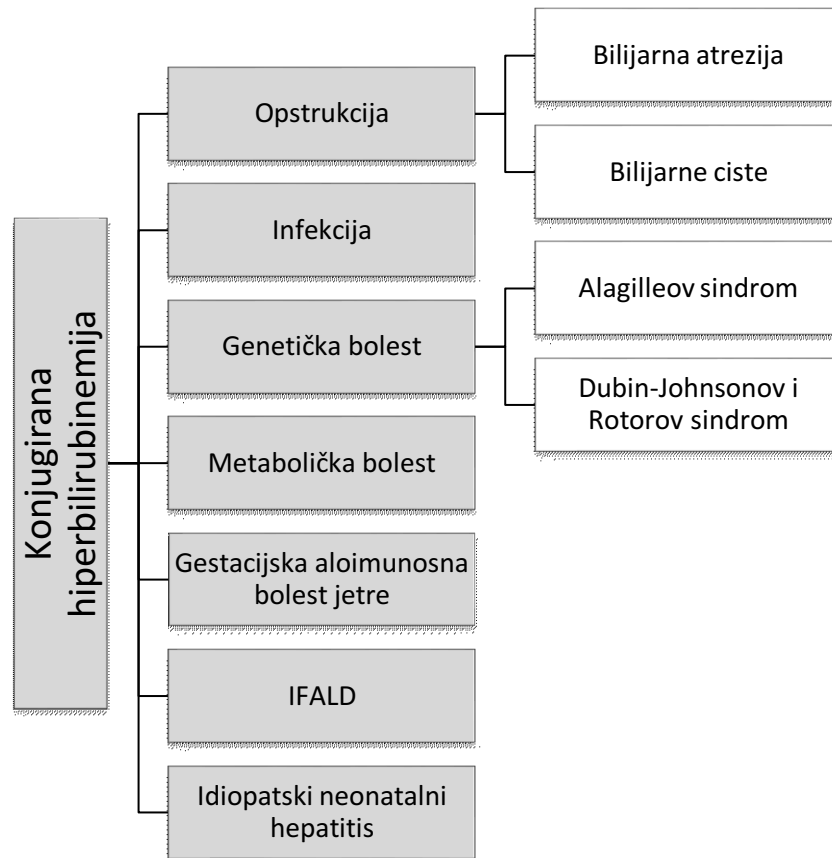 Konjugirana
hiperbilirubinemija
Opstrukcija
Bilijarna atrezija
Bilijarne ciste
Infekcija
Genetička bolest
Alagilleov sindrom
Dubin-Johnsonov i
Rotorov sindrom
Metabolička bolest
Gestacijska aloimunosna
bolest jetre
IFALD
Idiopatski neonatalni
hepatitis